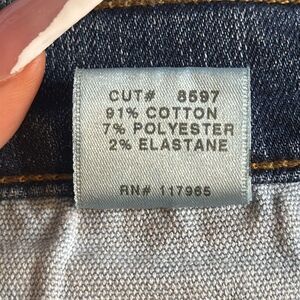 CUT# 8597
91% COTTON
7% POLYESTER
2% ELASTANE
RN# 117965